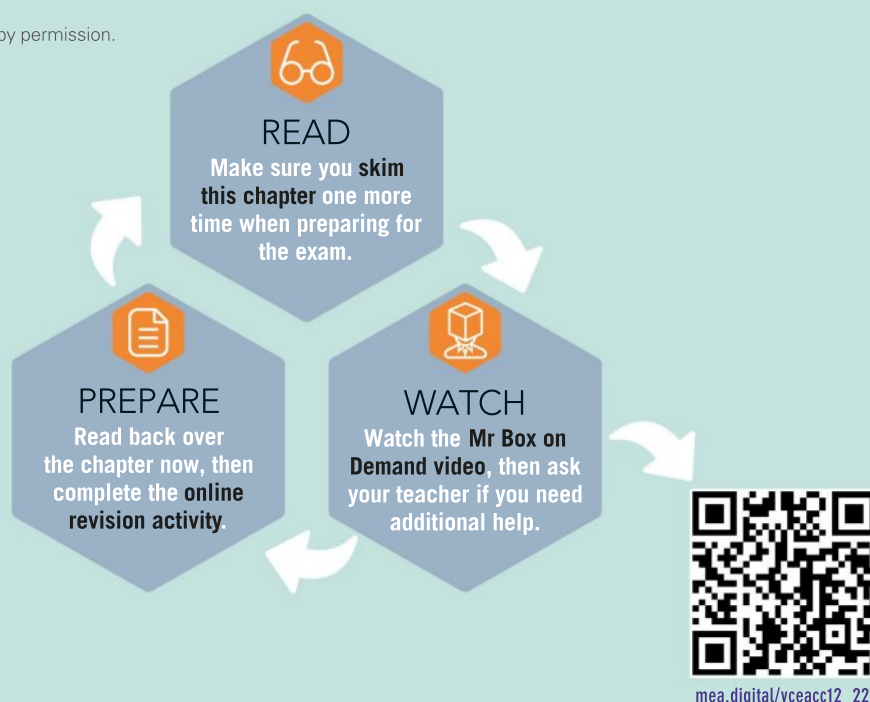 by permission.
READ
Make sure you skim
this chapter one more
time when preparing for
the exam.
PREPARE
Read back over
the chapter now, then
complete the online
revision activity.
WATCH
Watch the Mr Box on
Demand video, then ask
your teacher if you need
additional help.
mea.digital/vceacc12_22